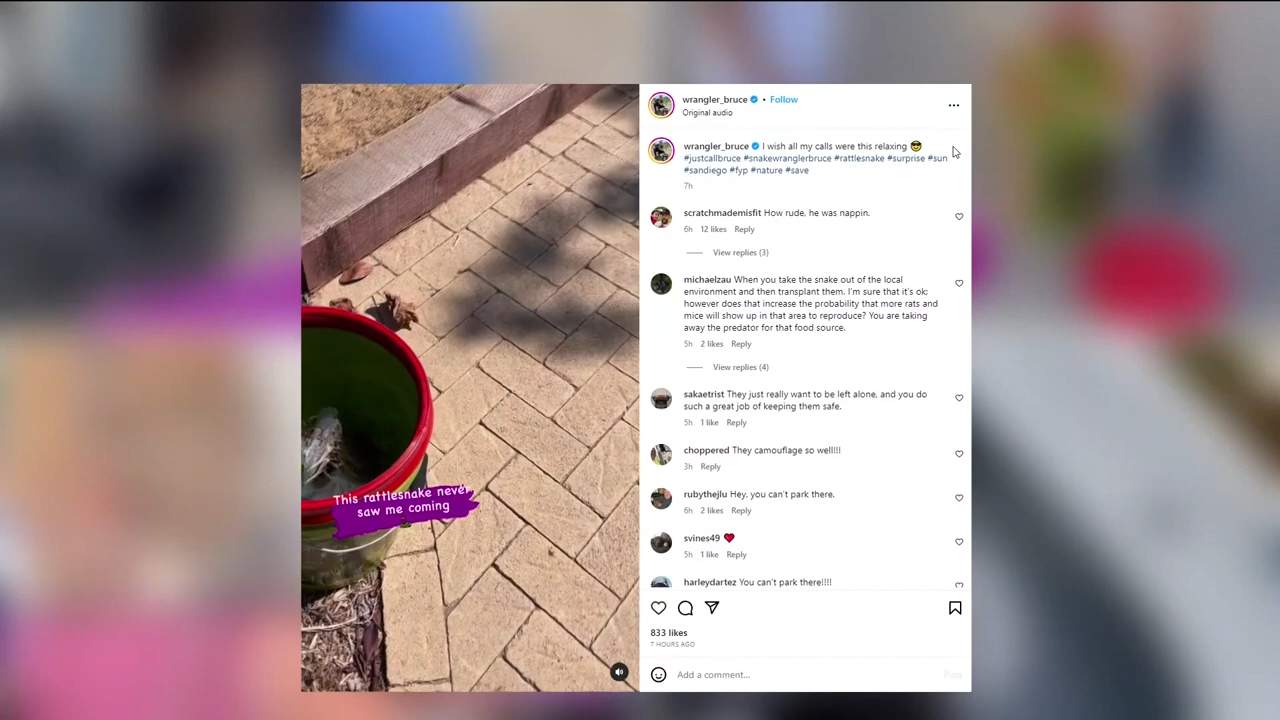 This rattlesnake never
saw me coming
wrangler_bruce • Follow
Original audio
wrangler_bruce I wish all my calls were this relaxing 😎
#justcallbruce #snakewranglerbruce #rattlesnake #surprise #sun
#sandiego #fyp #nature #save
7h
scratchmademisfit How rude, he was nappin.
6h 12 likes Reply
View replies (3)
michaelzau When you take the snake out of the local
environment and then transplant them. I'm sure that it's ok;
however does that increase the probability that more rats and
mice will show up in that area to reproduce? You are taking
away the predator for that food source.
5h 2 likes Reply
View replies (4)
sakaetrist They just really want to be left alone, and you do
such a great job of keeping them safe.
5h 1 like Reply
choppered They camouflage so well!!!
3h Reply
rubythejlu Hey, you can't park there.
6h 2 likes Reply
svines49 ❤️
5h 1 like Reply
harleydartez You can't park there!!!!
833 likes
7 HOURS AGO
Add a comment...
Post